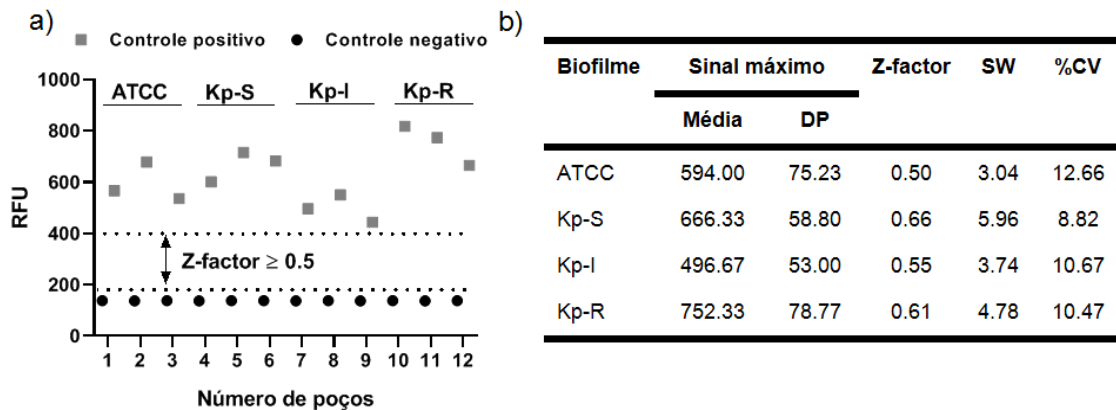 a)
Controle positivo Controle negativo
1000
800
600
400
200
0
RFU
ATCC Kp-S Kp-I Kp-R
Z-factor ≥ 0.5
1 2 3 4 5 6 7 8 9 10 11 12
Número de poços
b)
Biofilme Sinal máximo Z-factor SW %CV
Média DP
ATCC 594.00 75.23 0.50 3.04 12.66
Kp-S 666.33 58.80 0.66 5.96 8.82
Kp-I 496.67 53.00 0.55 3.74 10.67
Kp-R 752.33 78.77 0.61 4.78 10.47